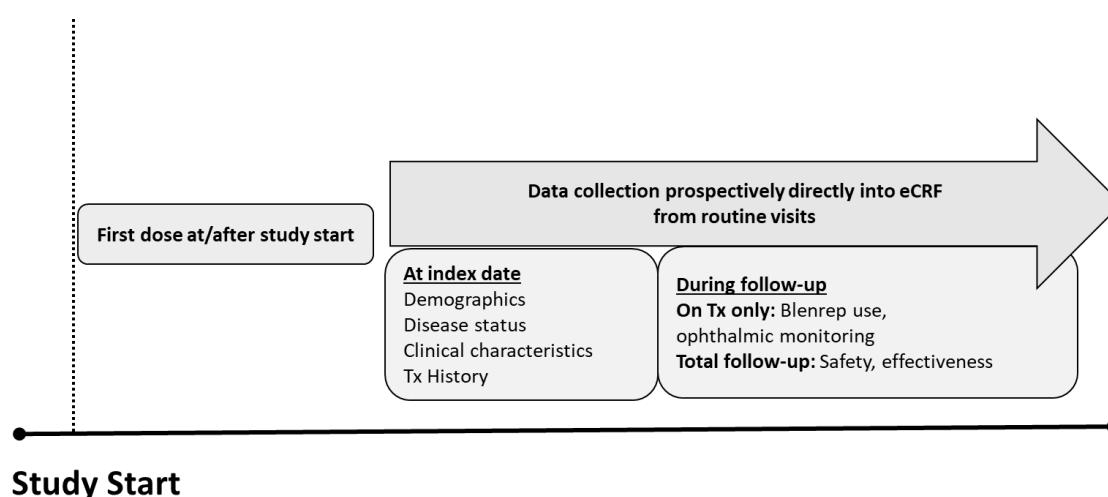 Data collection prospectively directly into eCRF
from routine visits
First dose at/after study start
At index date
Demographics
Disease status
Clinical characteristics
Tx History
During follow-up
On Tx only: Blenrep use,
ophthalmic monitoring
Total follow-up: Safety, effectiveness
Study Start